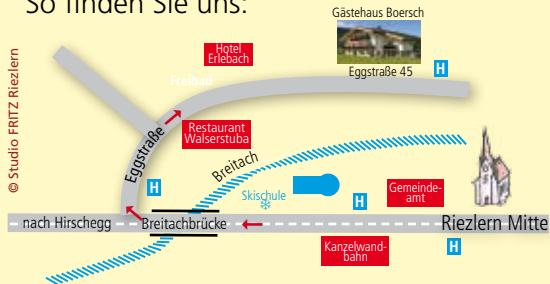 So finden Sie uns:
Gästehaus Boersch
Eggstraße 45
H
Hotel
Erlebach
Freibad
© Studio FRITZ Riezlern
Restaurant
Walserstuba
Eggstraße
Breitach
H
Skischule
H
Gemeinde-
amt
nach Hirschegg
Breitachbrücke
Riezlern Mitte
Kanzelwand-
bahn
H